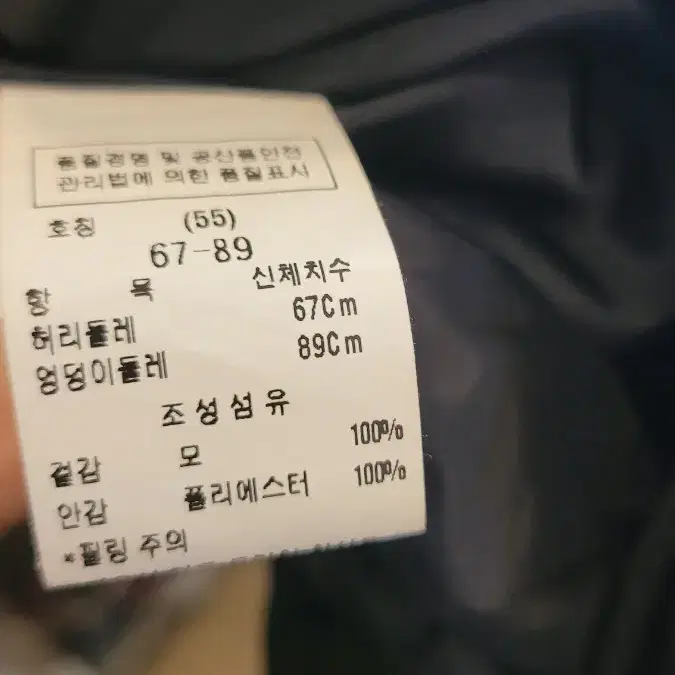 품질경영 및 공산품안전
관리법에 의한 품질표시
호칭 (55)
67-89
항 목 신체치수
허리둘레 67Cm
엉덩이둘레 89Cm
조성섬유
겉감 모 100%
안감 폴리에스터 100%
*필링 주의